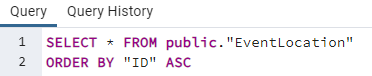 Query Query History
1 SELECT * FROM public."EventLocation"
2 ORDER BY "ID" ASC